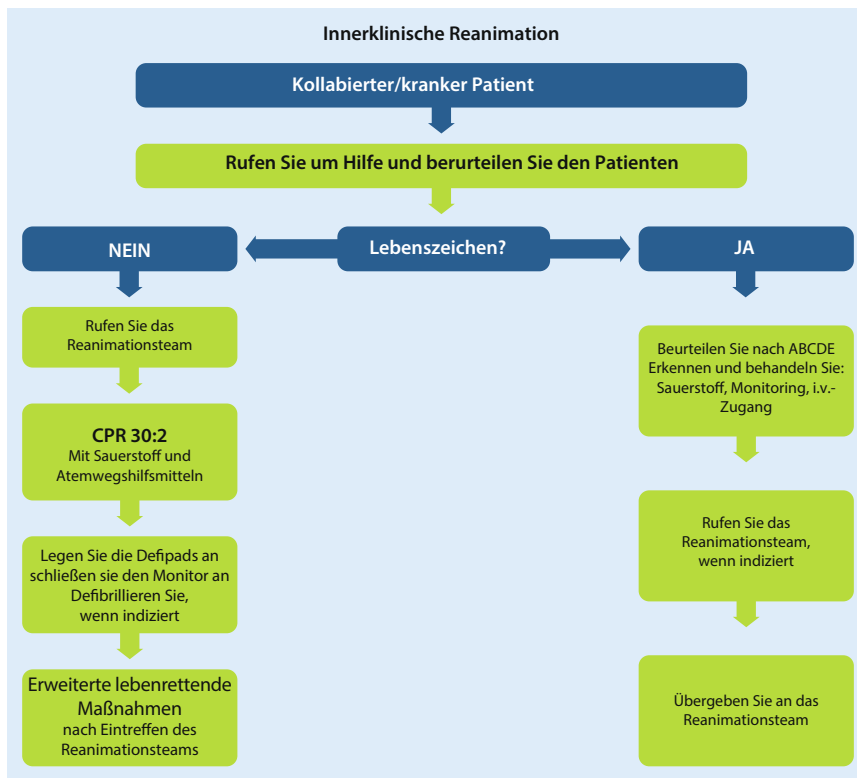 Innerklinische Reanimation
Kollabierter/kranker Patient
Rufen Sie um Hilfe und berurteilen Sie den Patienten
Lebenszeichen?
NEIN
Rufen Sie das
Reanimationsteam
CPR 30:2
Mit Sauerstoff und
Atemwegshilfsmitteln
Legen Sie die Defipads an
schließen sie den Monitor an
Defibrillieren Sie,
wenn indiziert
Erweiterte lebenrettende
Maßnahmen
nach Eintreffen des
Reanimationsteams
JA
Beurteilen Sie nach ABCDE
Erkennen und behandeln Sie:
Sauerstoff, Monitoring, i.v.-
Zugang
Rufen Sie das
Reanimationsteam,
wenn indiziert
Übergeben Sie an das
Reanimationsteam